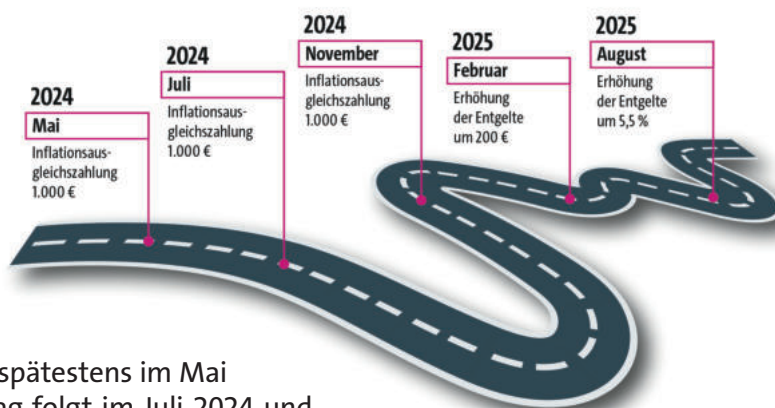 2024
Mai
Inflationsaus-
gleichszahlung
1.000 €
2024
Juli
Inflationsaus-
gleichszahlung
1.000 €
2024
November
Inflationsaus-
gleichszahlung
1.000 €
2025
Februar
Erhöhung
der Entgelte
um 200 €
2025
August
Erhöhung
der Entgelte
um 5,5 %
spätestens im Mai
ng folgt im Juli 2024 und